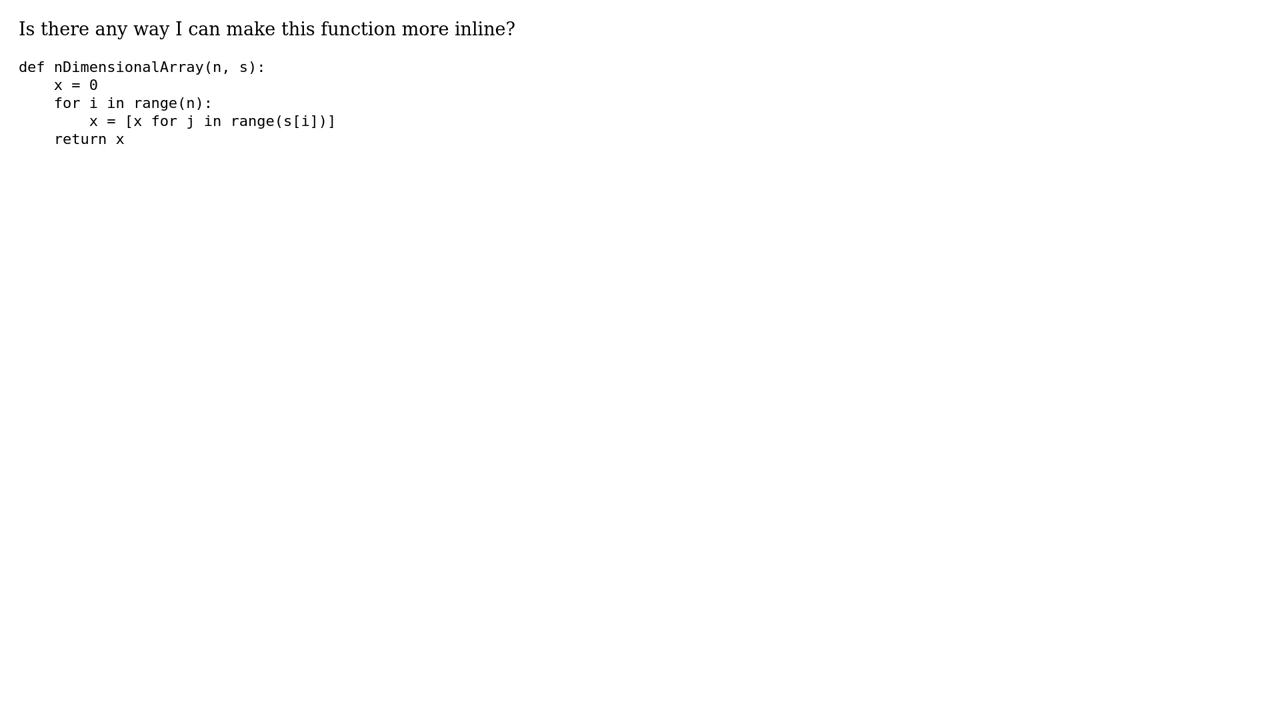 Is there any way I can make this function more inline?
def nDimensionalArray(n, s):
    x = 0
    for i in range(n):
        x = [x for j in range(s[i])]
    return x